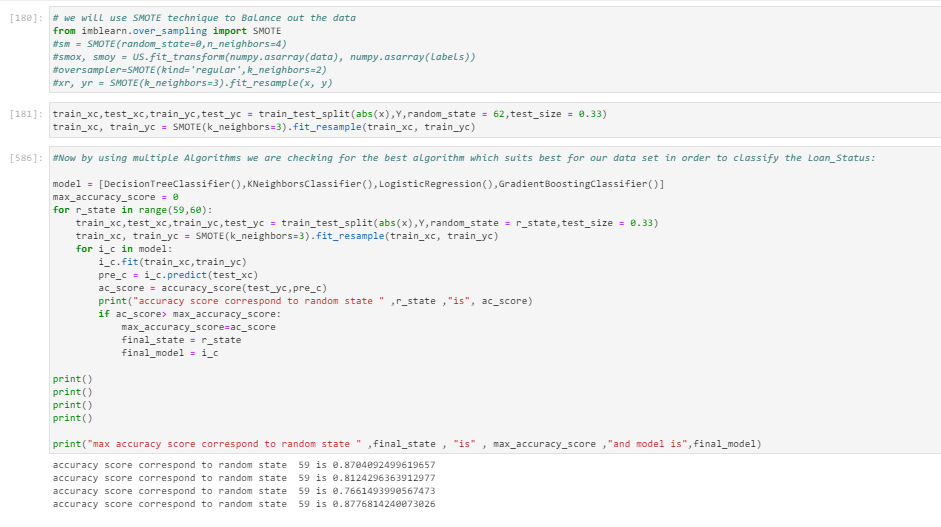 [180]: # we will use SMOTE technique to Balance out the data
from imblearn.over_sampling import SMOTE
#sm = SMOTE(random_state=0,n_neighbors=4)
#smox, smoy = US.fit_transform(numpy.asarray(data), numpy.asarray(labels))
#oversampler=SMOTE(kind='regular',k_neighbors=2)
#xr, yr = SMOTE(k_neighbors=3).fit_resample(x, y)
[181]: train_xc,test_xc,train_yc,test_yc = train_test_split(abs(x),Y,random_state = 62,test_size = 0.33)
train_xc, train_yc = SMOTE(k_neighbors=3).fit_resample(train_xc, train_yc)
[586]: #Now by using multiple Algorithms we are checking for the best algorithm which suits best for our data set in order to classify the Loan_Status:
model = [DecisionTreeClassifier(),KNeighborsClassifier(),LogisticRegression(),GradientBoostingClassifier()]
max_accuracy_score = 0
for r_state in range(59,60):
    train_xc,test_xc,train_yc,test_yc = train_test_split(abs(x),Y,random_state = r_state,test_size = 0.33)
    train_xc, train_yc = SMOTE(k_neighbors=3).fit_resample(train_xc, train_yc)
    for i_c in model:
        i_c.fit(train_xc,train_yc)
        pre_c = i_c.predict(test_xc)
        ac_score = accuracy_score(test_yc,pre_c)
        print("accuracy score correspond to random state " ,r_state ,"is", ac_score)
        if ac_score> max_accuracy_score:
            max_accuracy_score=ac_score
            final_state = r_state
            final_model = i_c
print()
print()
print()
print()
print("max accuracy score correspond to random state " ,final_state , "is" , max_accuracy_score ,"and model is",final_model)
accuracy score correspond to random state  59 is 0.8704092499619657
accuracy score correspond to random state  59 is 0.8124296363912977
accuracy score correspond to random state  59 is 0.7661493990567473
accuracy score correspond to random state  59 is 0.8776814240073026